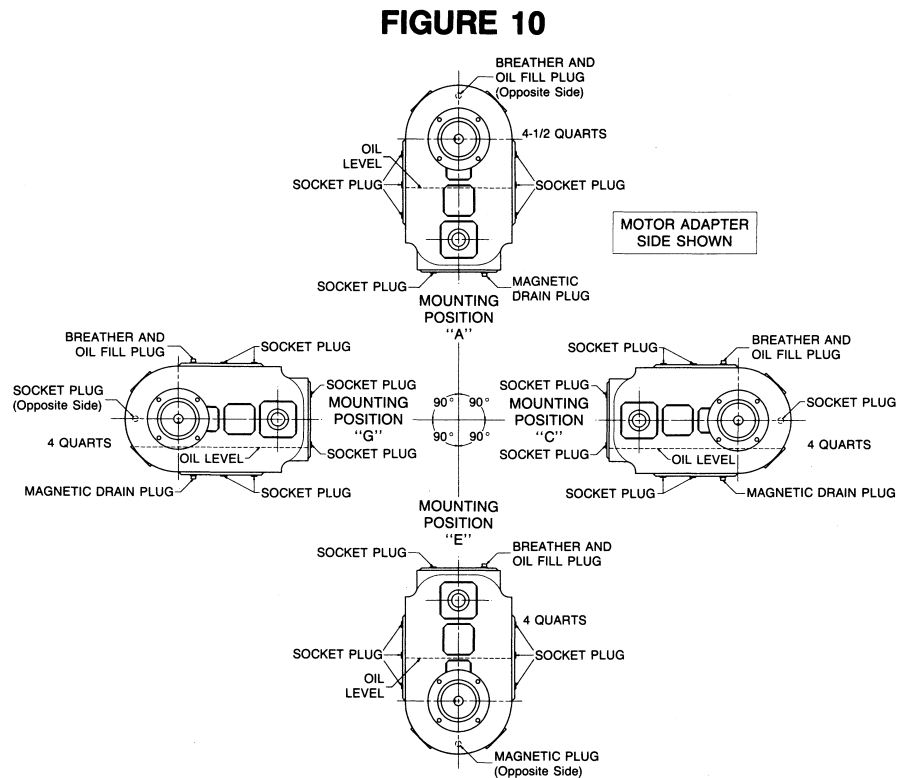 FIGURE 10
BREATHER AND
OIL FILL PLUG
(Opposite Side)
4-1/2 QUARTS
OIL
LEVEL
SOCKET PLUG
SOCKET PLUG
MOTOR ADAPTER
SIDE SHOWN
SOCKET PLUG
MAGNETIC
DRAIN PLUG
MOUNTING
POSITION
"A"
BREATHER AND
OIL FILL PLUG
SOCKET PLUG
SOCKET PLUG
(Opposite Side)
SOCKET PLUG
MOUNTING
POSITION
"G"
4 QUARTS
OIL LEVEL
SOCKET PLUG
MAGNETIC DRAIN PLUG
SOCKET PLUG
90° 90°
90° 90°
SOCKET PLUG
BREATHER AND
OIL FILL PLUG
SOCKET PLUG
MOUNTING
POSITION
"C"
SOCKET PLUG
SOCKET PLUG
4 QUARTS
OIL LEVEL
SOCKET PLUG
MAGNETIC DRAIN PLUG
MOUNTING
POSITION
"E"
SOCKET PLUG
BREATHER AND
OIL FILL PLUG
4 QUARTS
SOCKET PLUG
SOCKET PLUG
OIL
LEVEL
MAGNETIC PLUG
(Opposite Side)